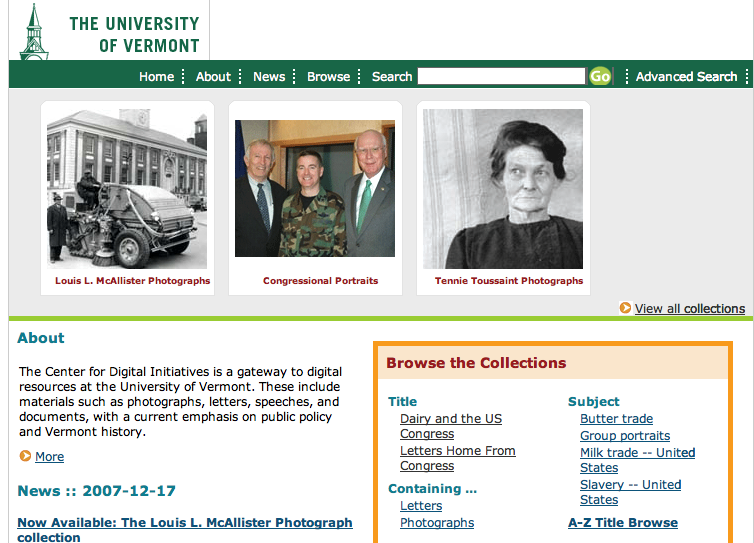 THE UNIVERSITY
OF VERMONT
Home About News Browse Search Go Advanced Search
Louis L. McAllister Photographs
Congressional Portraits
Tennie Toussaint Photographs
View all collections
About
The Center for Digital Initiatives is a gateway to digital
resources at the University of Vermont. These include
materials such as photographs, letters, speeches, and
documents, with a current emphasis on public policy
and Vermont history.
More
News :: 2007-12-17
Now Available: The Louis L. McAllister Photograph
collection
Browse the Collections
Title
Dairy and the US
Congress
Letters Home From
Congress
Containing ...
Letters
Photographs
Subject
Butter trade
Group portraits
Milk trade -- United
States
Slavery -- United
States
A-Z Title Browse